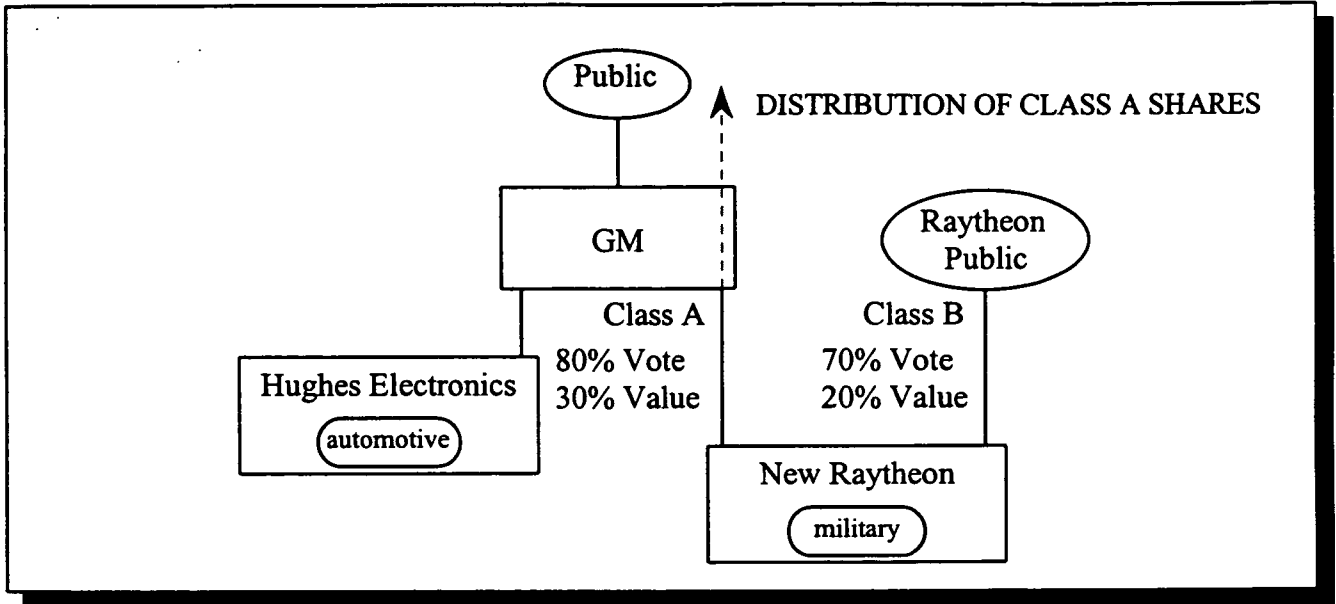 Public
DISTRIBUTION OF CLASS A SHARES
GM
Raytheon
Public
Class A
80% Vote
30% Value
Class B
70% Vote
20% Value
Hughes Electronics
automotive
New Raytheon
military